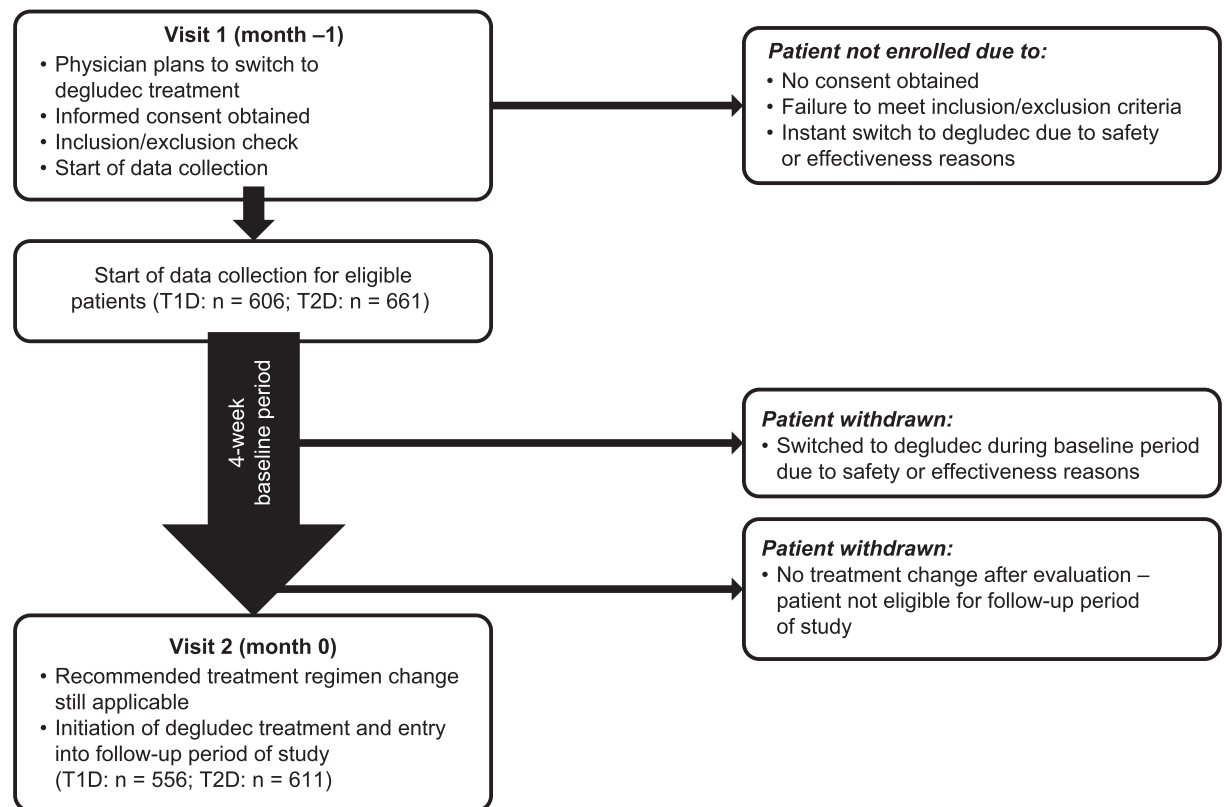 Visit 1 (month –1)
• Physician plans to switch to
degludec treatment
• Informed consent obtained
• Inclusion/exclusion check
• Start of data collection
Patient not enrolled due to:
• No consent obtained
• Failure to meet inclusion/exclusion criteria
• Instant switch to degludec due to safety
or effectiveness reasons
Start of data collection for eligible
patients (T1D: n = 606; T2D: n = 661)
4-week
baseline period
Patient withdrawn:
• Switched to degludec during baseline period
due to safety or effectiveness reasons
Patient withdrawn:
• No treatment change after evaluation –
patient not eligible for follow-up period
of study
Visit 2 (month 0)
• Recommended treatment regimen change
still applicable
• Initiation of degludec treatment and entry
into follow-up period of study
(T1D: n = 556; T2D: n = 611)